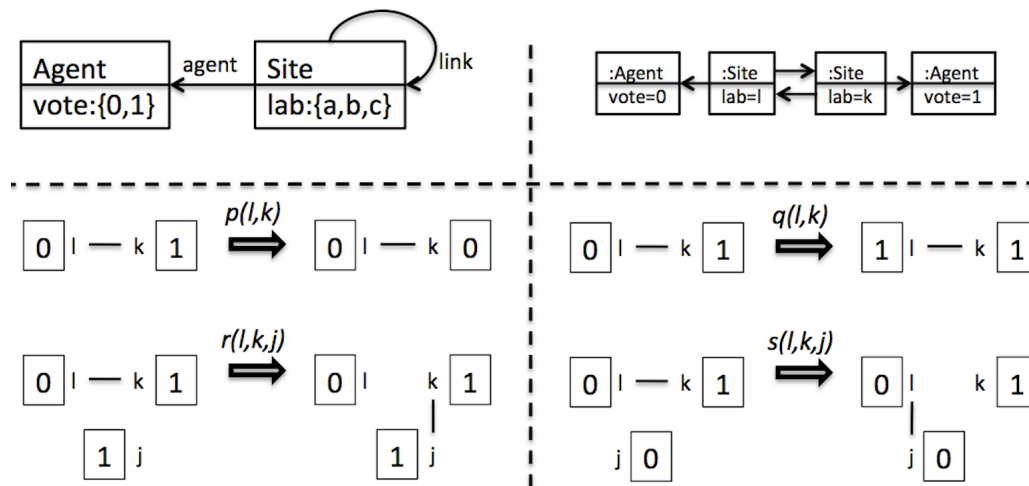 Agent
vote:{0,1}
agent
Site
lab:{a,b,c}
link
:Agent
vote=0
:Site
lab=l
:Site
lab=k
:Agent
vote=1
p(l,k)
0 l k 1 0 l k 0
q(l,k)
0 l k 1 1 l k 1
r(l,k,j)
0 l k 1 0 l k 1
1 j 1 j
s(l,k,j)
0 l k 1 0 l k 1
j 0 j 0